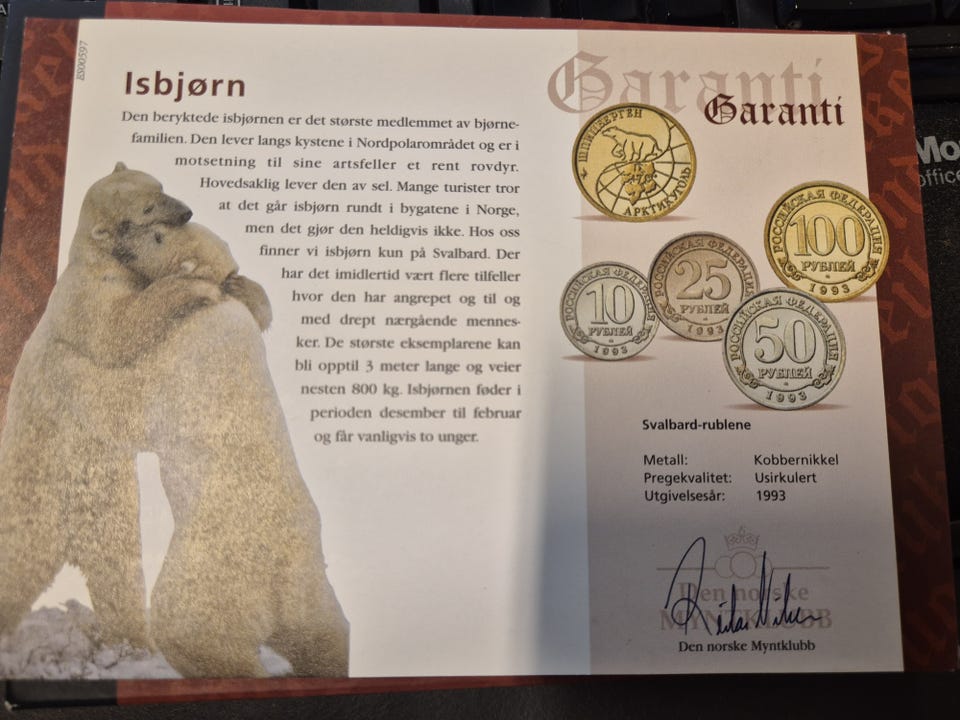 8S00597
Isbjørn
Den beryktede isbjørnen er det største medlemmet av bjørne-
familien. Den lever langs kystene i Nordpolarområdet og er i
motsetning til sine artsfeller et rent rovdyr.
Hovedsaklig lever den av sel. Mange turister tror
at det går isbjørn rundt i bygatene i Norge,
men det gjør den heldigvis ikke. Hos oss
finner vi isbjørn kun på Svalbard. Der
har det imidlertid vært flere tilfeller
hvor den har angrepet og til og
med drept nærgående mennes-
ker. De største eksemplarene kan
bli opptil 3 meter lange og veier
nesten 800 kg. Isbjørnen føder i
perioden desember til februar
og får vanligvis to unger.
Garanti
Garanti
ШПИЦБЕРГЕН
АРКТИКУГОЛЬ
РОССИЙСКАЯ ФЕДЕРАЦИЯ
100
РУБЛЕЙ
1993
РОССИЙСКАЯ ФЕДЕРАЦИЯ
10
РУБЛЕЙ
1993
РОССИЙСКАЯ ФЕДЕРАЦИЯ
25
РУБЛЕЙ
1993
РОССИЙСКАЯ ФЕДЕРАЦИЯ
50
РУБЛЕЙ
1993
Svalbard-rublene
Metall: Kobbernikkel
Pregekvalitet: Usirkulert
Utgivelsesår: 1993
Den norske
MYNTKLUBB
Den norske Myntklubb